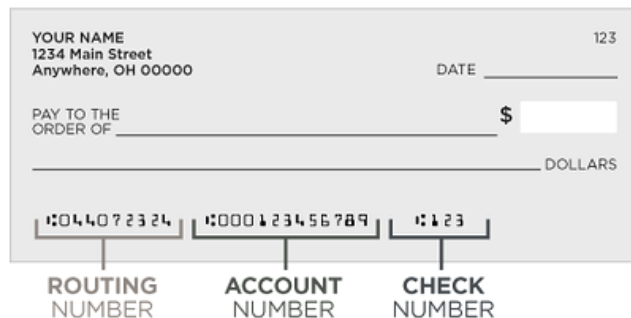 YOUR NAME 123
1234 Main Street
Anywhere, OH 00000
DATE
PAY TO THE
ORDER OF $
DOLLARS
⑆044072324 ⑆000123456789 ⑆123
ROUTING ACCOUNT CHECK
NUMBER NUMBER NUMBER